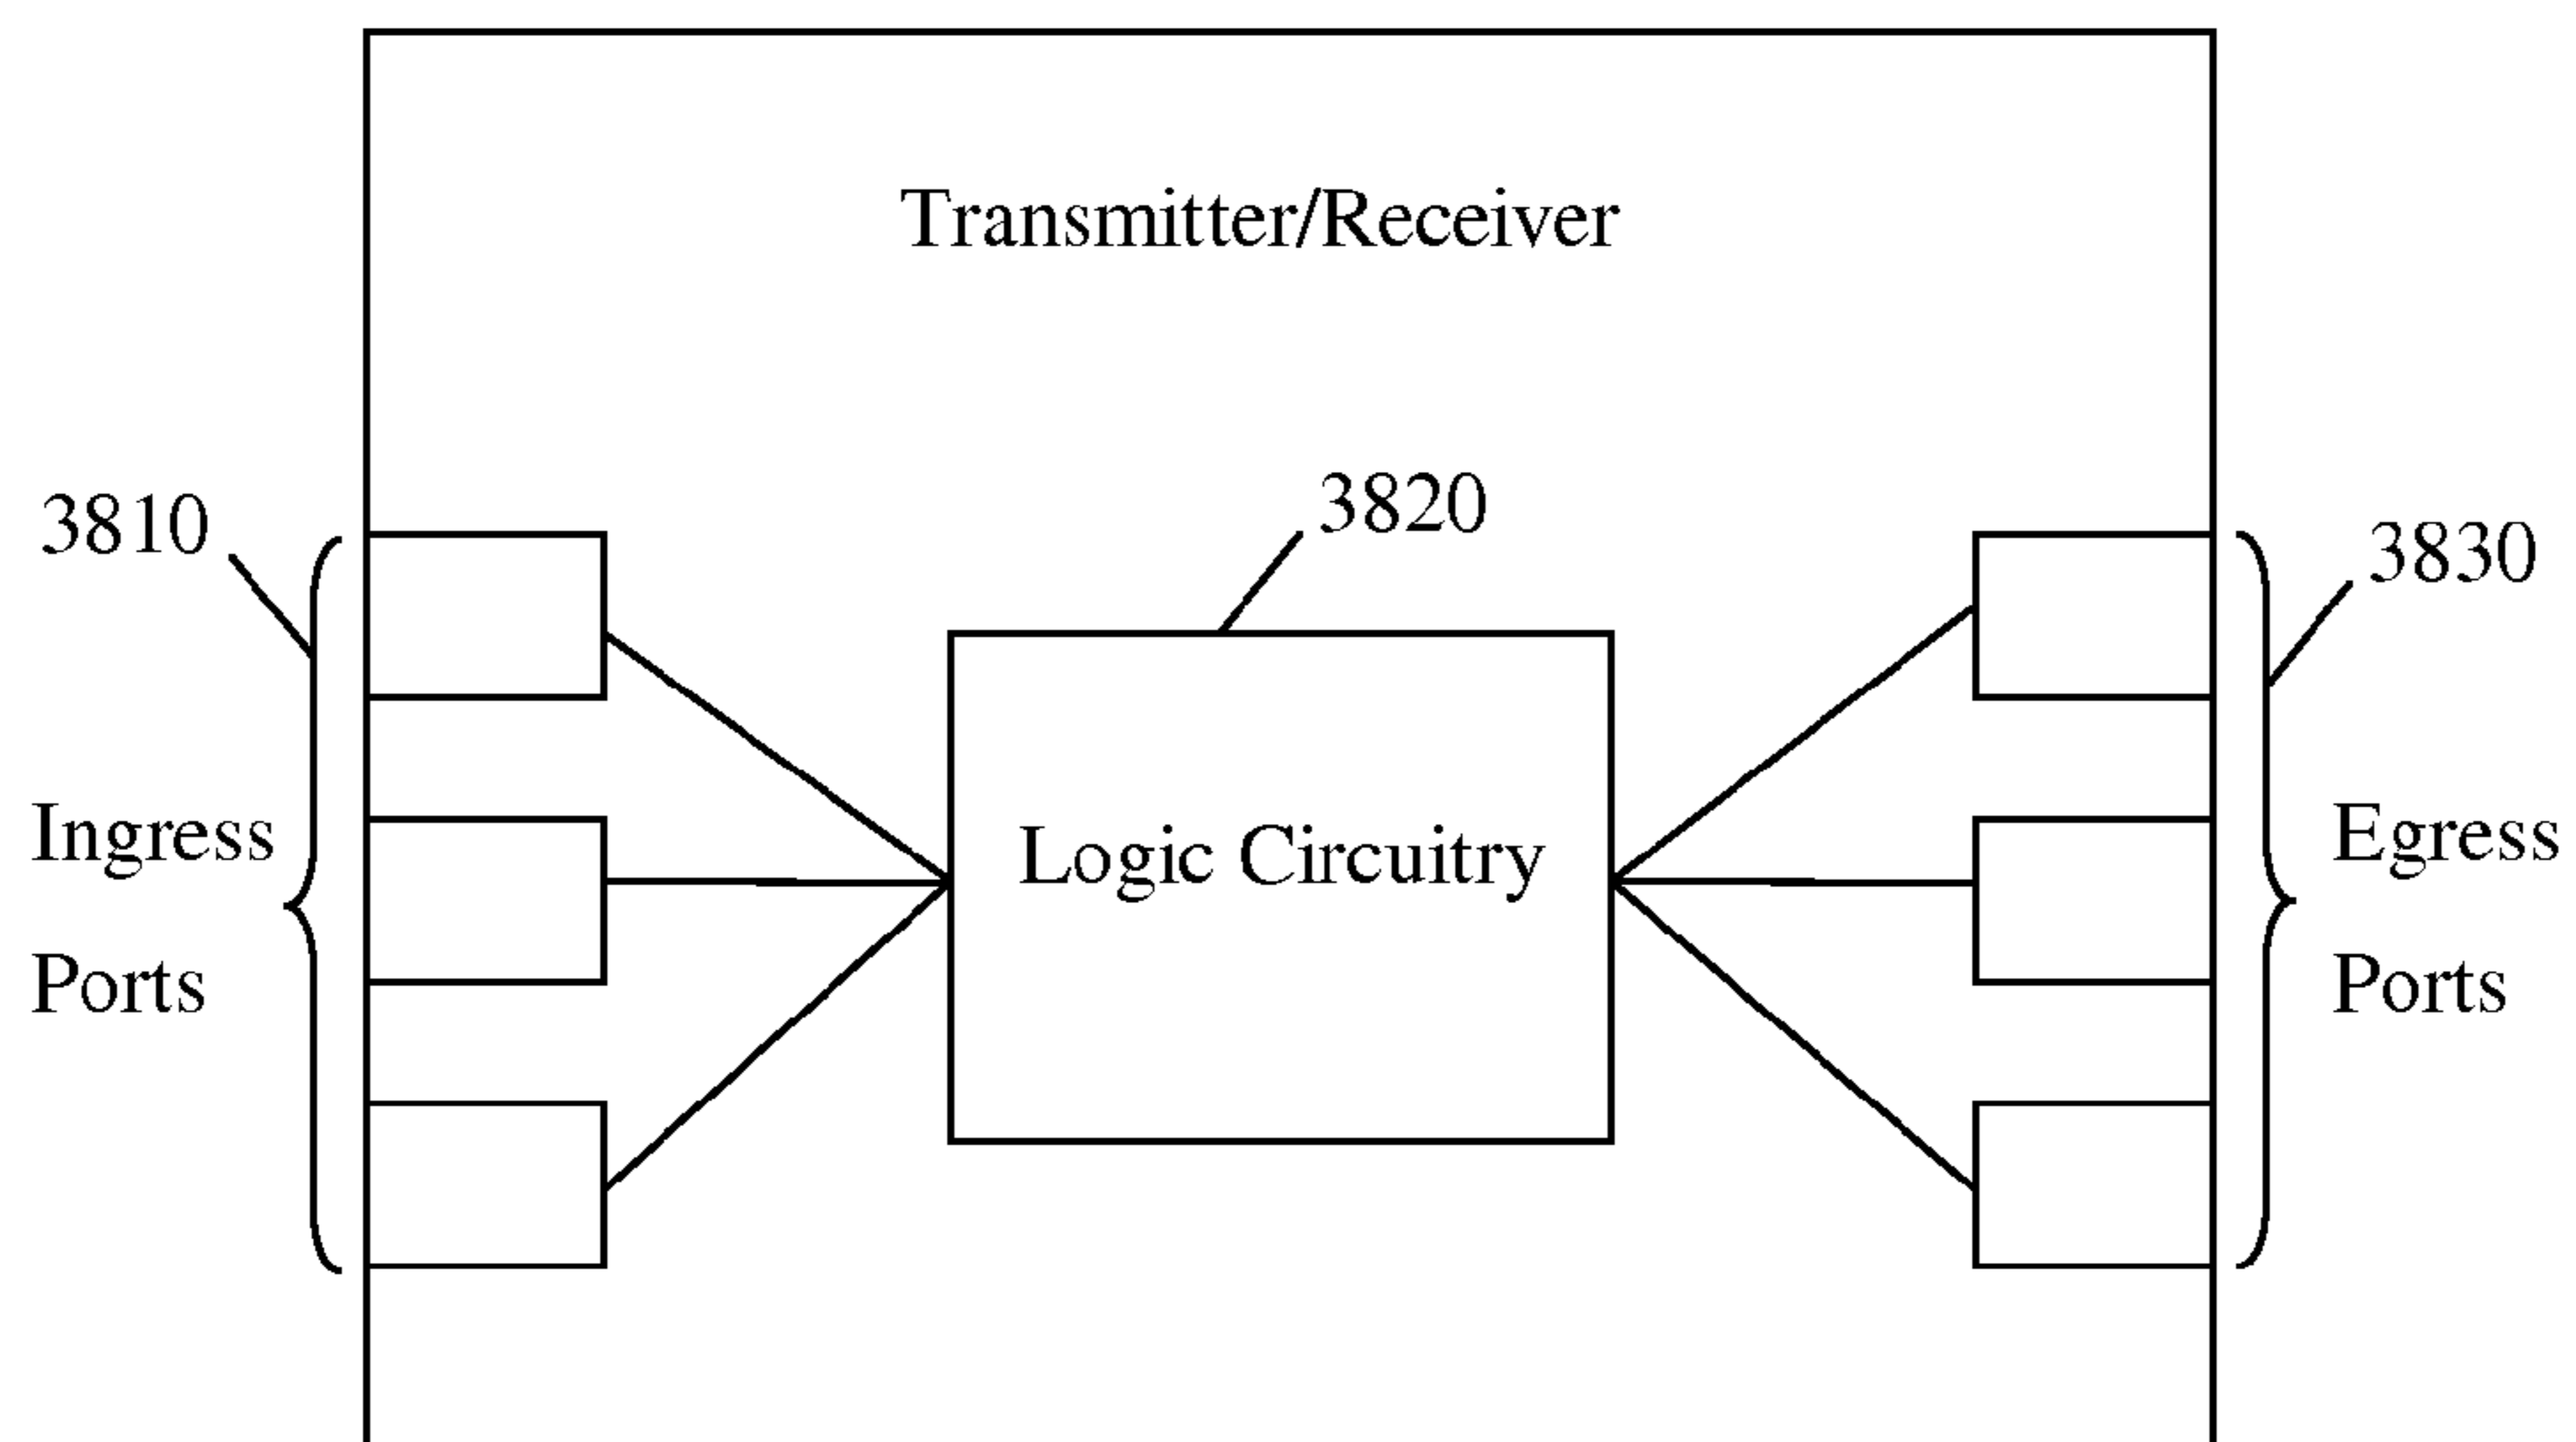 Transmitter/Receiver
3810
3820
3830
Ingress
Ports
Logic Circuitry
Egress
Ports